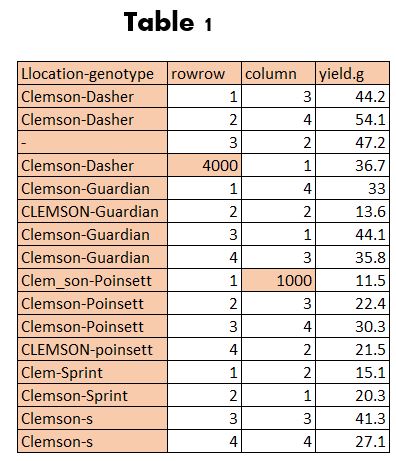 Table 1
Llocation-genotype rowrow column yield.g
Clemson-Dasher 1 3 44.2
Clemson-Dasher 2 4 54.1
- 3 2 47.2
Clemson-Dasher 4000 1 36.7
Clemson-Guardian 1 4 33
CLEMSON-Guardian 2 2 13.6
Clemson-Guardian 3 1 44.1
Clemson-Guardian 4 3 35.8
Clem_son-Poinsett 1 1000 11.5
Clemson-Poinsett 2 3 22.4
Clemson-Poinsett 3 4 30.3
CLEMSON-poinsett 4 2 21.5
Clem-Sprint 1 2 15.1
Clemson-Sprint 2 1 20.3
Clemson-s 3 3 41.3
Clemson-s 4 4 27.1